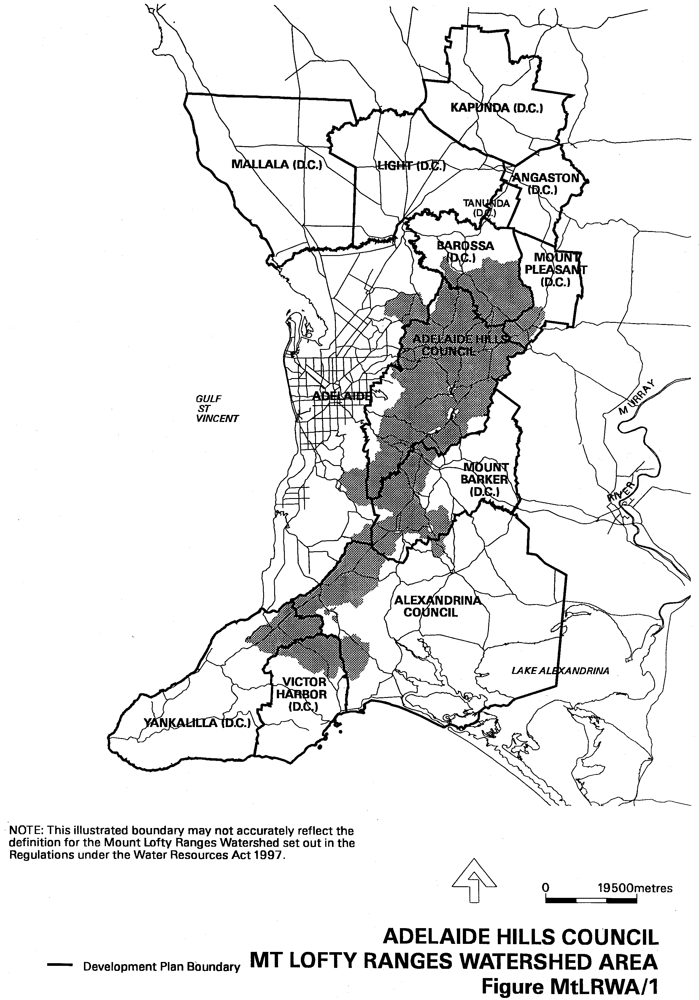 KAPUNDA (D.C.)
MALLALA (D.C.)
LIGHT (D.C.)
ANGASTON
(D.C.)
TANUNDA
(D.C.)
BAROSSA
(D.C.)
MOUNT
PLEASANT
(D.C.)
ADELAIDE HILLS
COUNCIL
ADELAIDE
GULF
ST
VINCENT
MURRAY
RIVER
MOUNT
BARKER
(D.C.)
ALEXANDRINA
COUNCIL
LAKE ALEXANDRINA
VICTOR
HARBOR
(D.C.)
YANKALILLA (D.C.)
NOTE: This illustrated boundary may not accurately reflect the
definition for the Mount Lofty Ranges Watershed set out in the
Regulations under the Water Resources Act 1997.
0 19500metres
ADELAIDE HILLS COUNCIL
MT LOFTY RANGES WATERSHED AREA
Figure MtLRWA/1
Development Plan Boundary